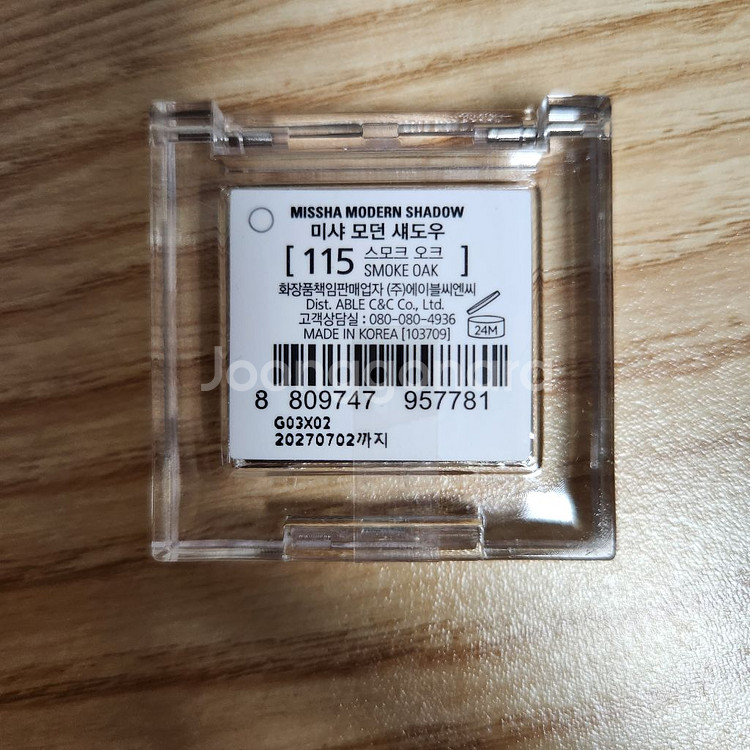 MISSHA MODERN SHADOW
미샤 모던 섀도우
[ 115 스모크 오크 SMOKE OAK ]
화장품책임판매업자 (주)에이블씨엔씨
Dist. ABLE C&C Co., Ltd.
고객상담실 : 080-080-4936
MADE IN KOREA [103709]
24M
Joonggonara
8 809747 957781
G03X02
20270702까지